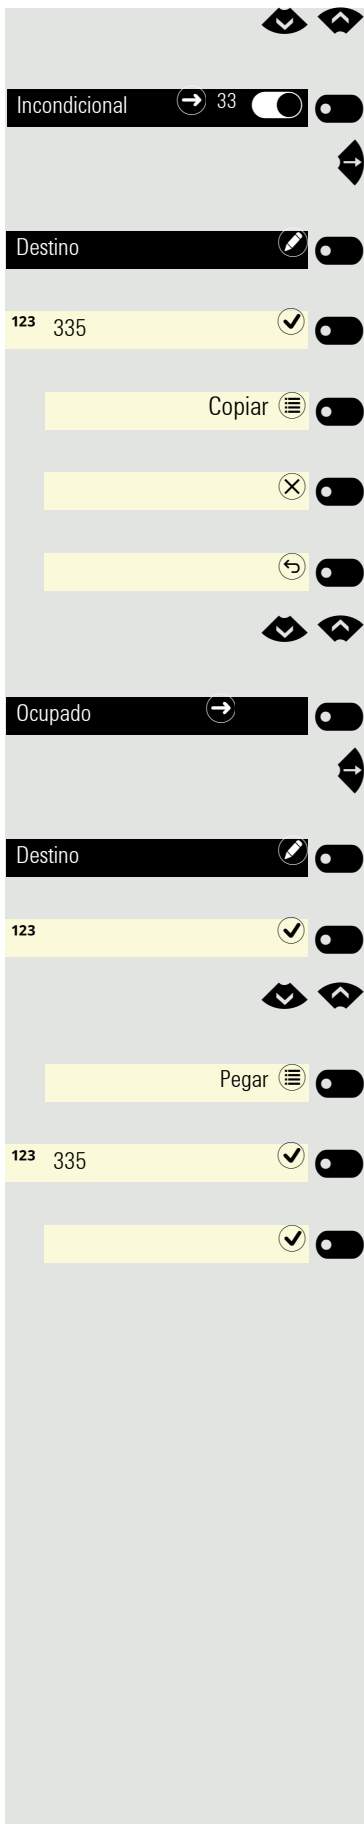 Incondicional 33
Destino
123 335
Copiar
Ocupado
Destino
123
Pegar
123 335